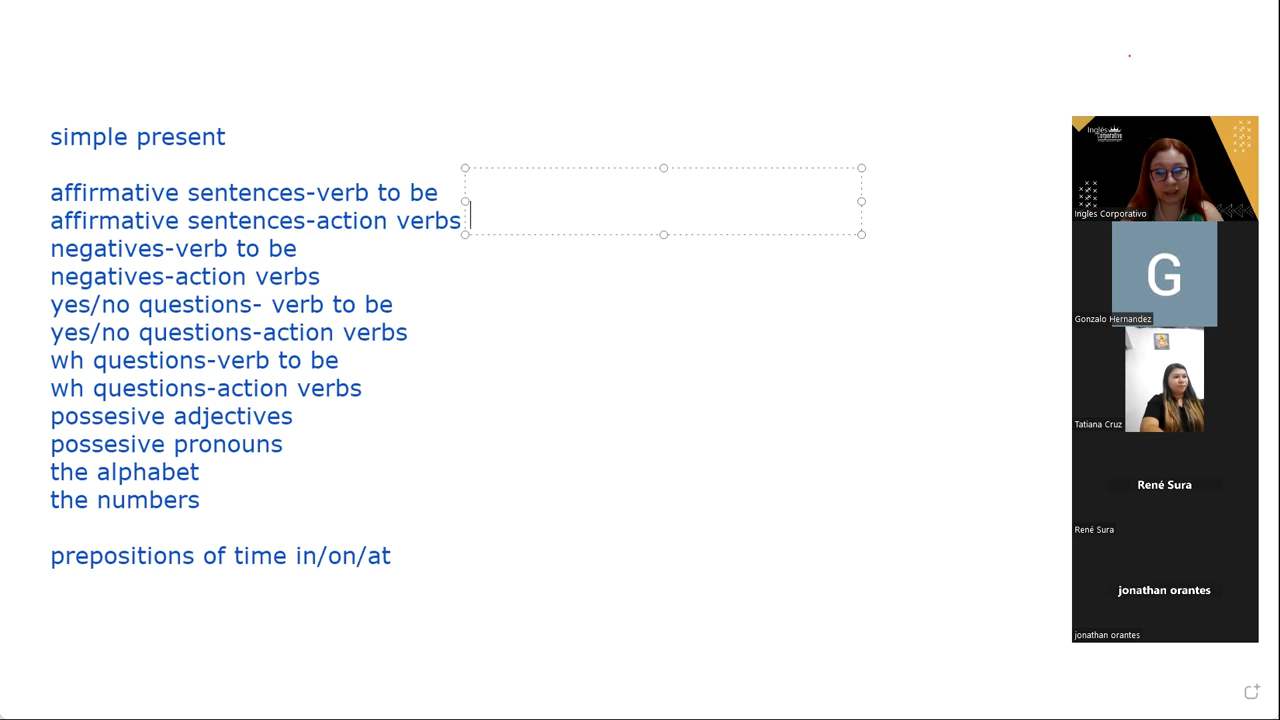 simple present
affirmative sentences-verb to be
affirmative sentences-action verbs
negatives-verb to be
negatives-action verbs
yes/no questions- verb to be
yes/no questions-action verbs
wh questions-verb to be
wh questions-action verbs
possesive adjectives
possesive pronouns
the alphabet
the numbers
prepositions of time in/on/at
Inglés
Corporativo
Ingles Corporativo
G
Gonzalo Hernandez
Tatiana Cruz
René Sura
René Sura
jonathan orantes
jonathan orantes